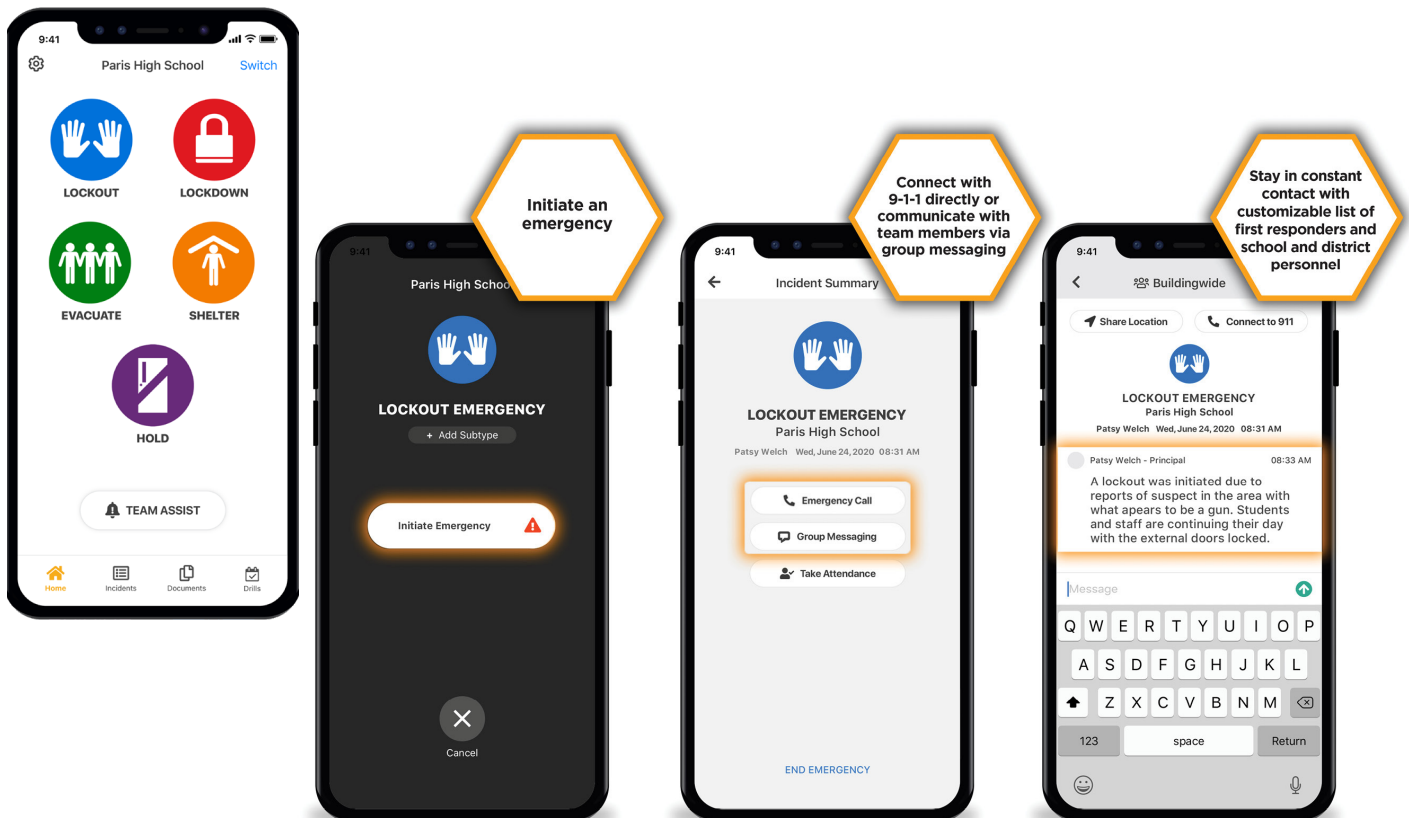 9:41
Paris High School
Switch
LOCKOUT
LOCKDOWN
EVACUATE
SHELTER
HOLD
TEAM ASSIST
Home
Incidents
Documents
Drills
Initiate an
emergency
9:41
Paris High Schoo
LOCKOUT EMERGENCY
+ Add Subtype
Initiate Emergency
Cancel
Connect with
9-1-1 directly or
communicate with
team members via
group messaging
9:41
Incident Summary
LOCKOUT EMERGENCY
Paris High School
Patsy Welch Wed, June 24, 2020 08:31 AM
Emergency Call
Group Messaging
Take Attendance
END EMERGENCY
Stay in constant
contact with
customizable list of
first responders and
school and district
personnel
9:41
Buildingwide
Share Location
Connect to 911
LOCKOUT EMERGENCY
Paris High School
Patsy Welch Wed, June 24, 2020 08:31 AM
Patsy Welch - Principal 08:33 AM
A lockout was initiated due to
reports of suspect in the area with
what apears to be a gun. Students
and staff are continuing their day
with the external doors locked.
Message
Q W E R T Y U I O P
A S D F G H J K L
Z X C V B N M
123 space Return